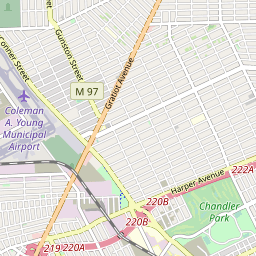 Conner Street
Gunston Street
M 97
Gratiot Avenue
Coleman
A. Young
Municipal
Airport
222A
Harper Avenue
220B
Chandler
Park
220B
219 220A